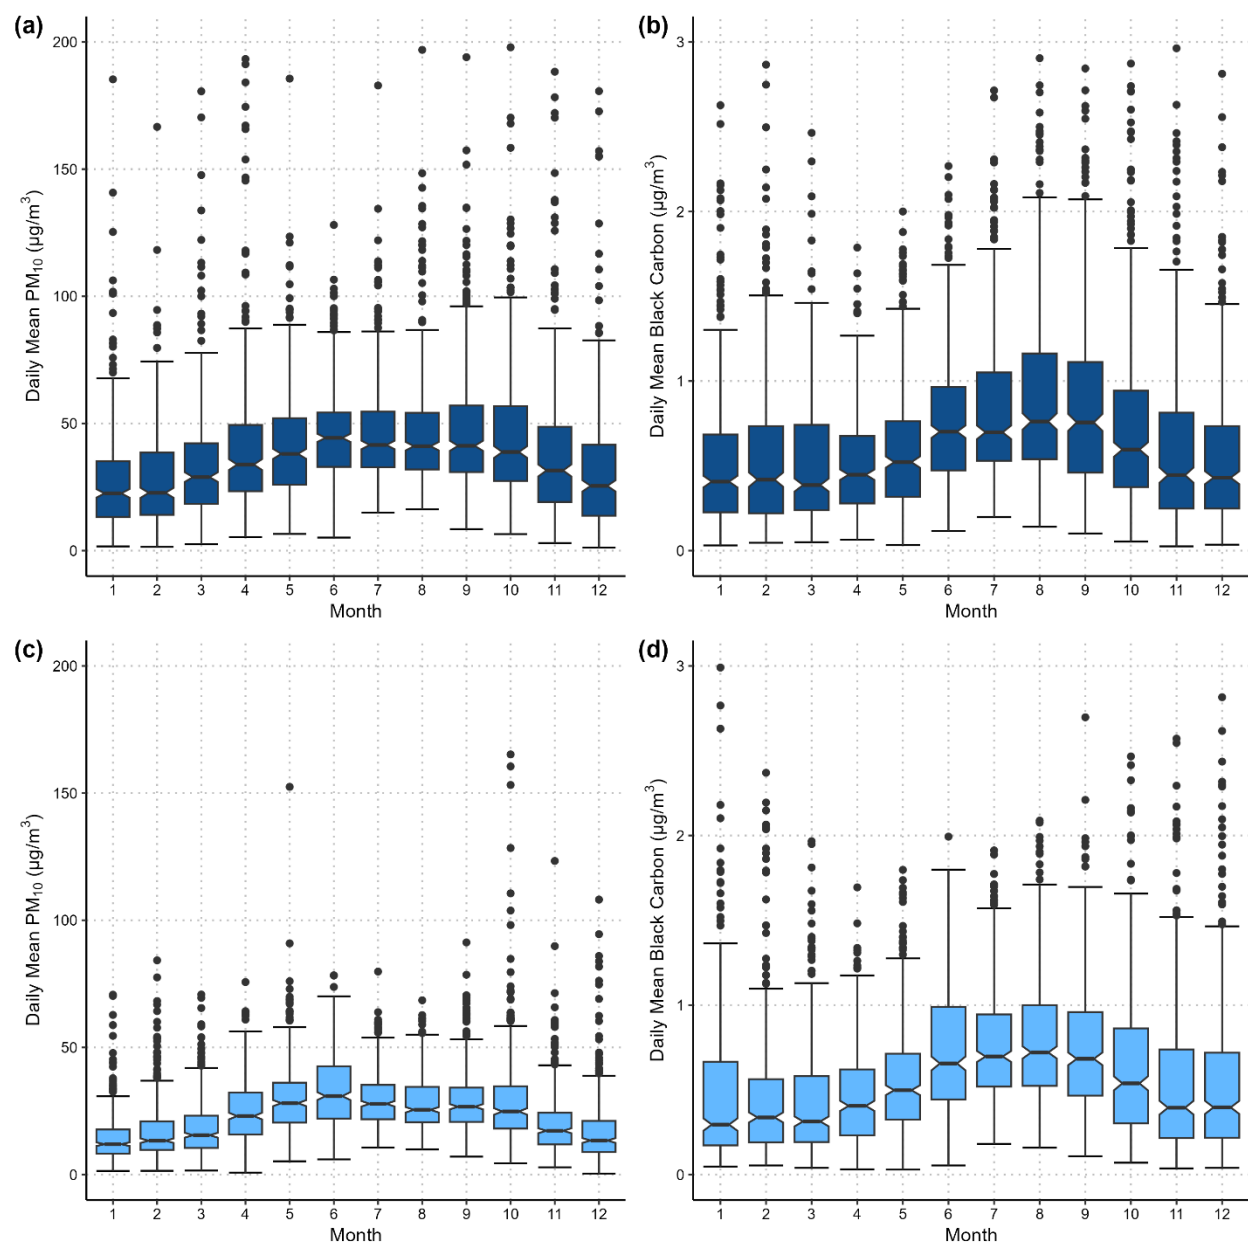 (a)
200
150
100
50
0
Daily Mean PM₁₀ (µg/m³)
1 2 3 4 5 6 7 8 9 10 11 12
Month
(b)
3
2
1
0
Daily Mean Black Carbon (µg/m³)
1 2 3 4 5 6 7 8 9 10 11 12
Month
(c)
200
150
100
50
0
Daily Mean PM₁₀ (µg/m³)
1 2 3 4 5 6 7 8 9 10 11 12
Month
(d)
3
2
1
0
Daily Mean Black Carbon (µg/m³)
1 2 3 4 5 6 7 8 9 10 11 12
Month